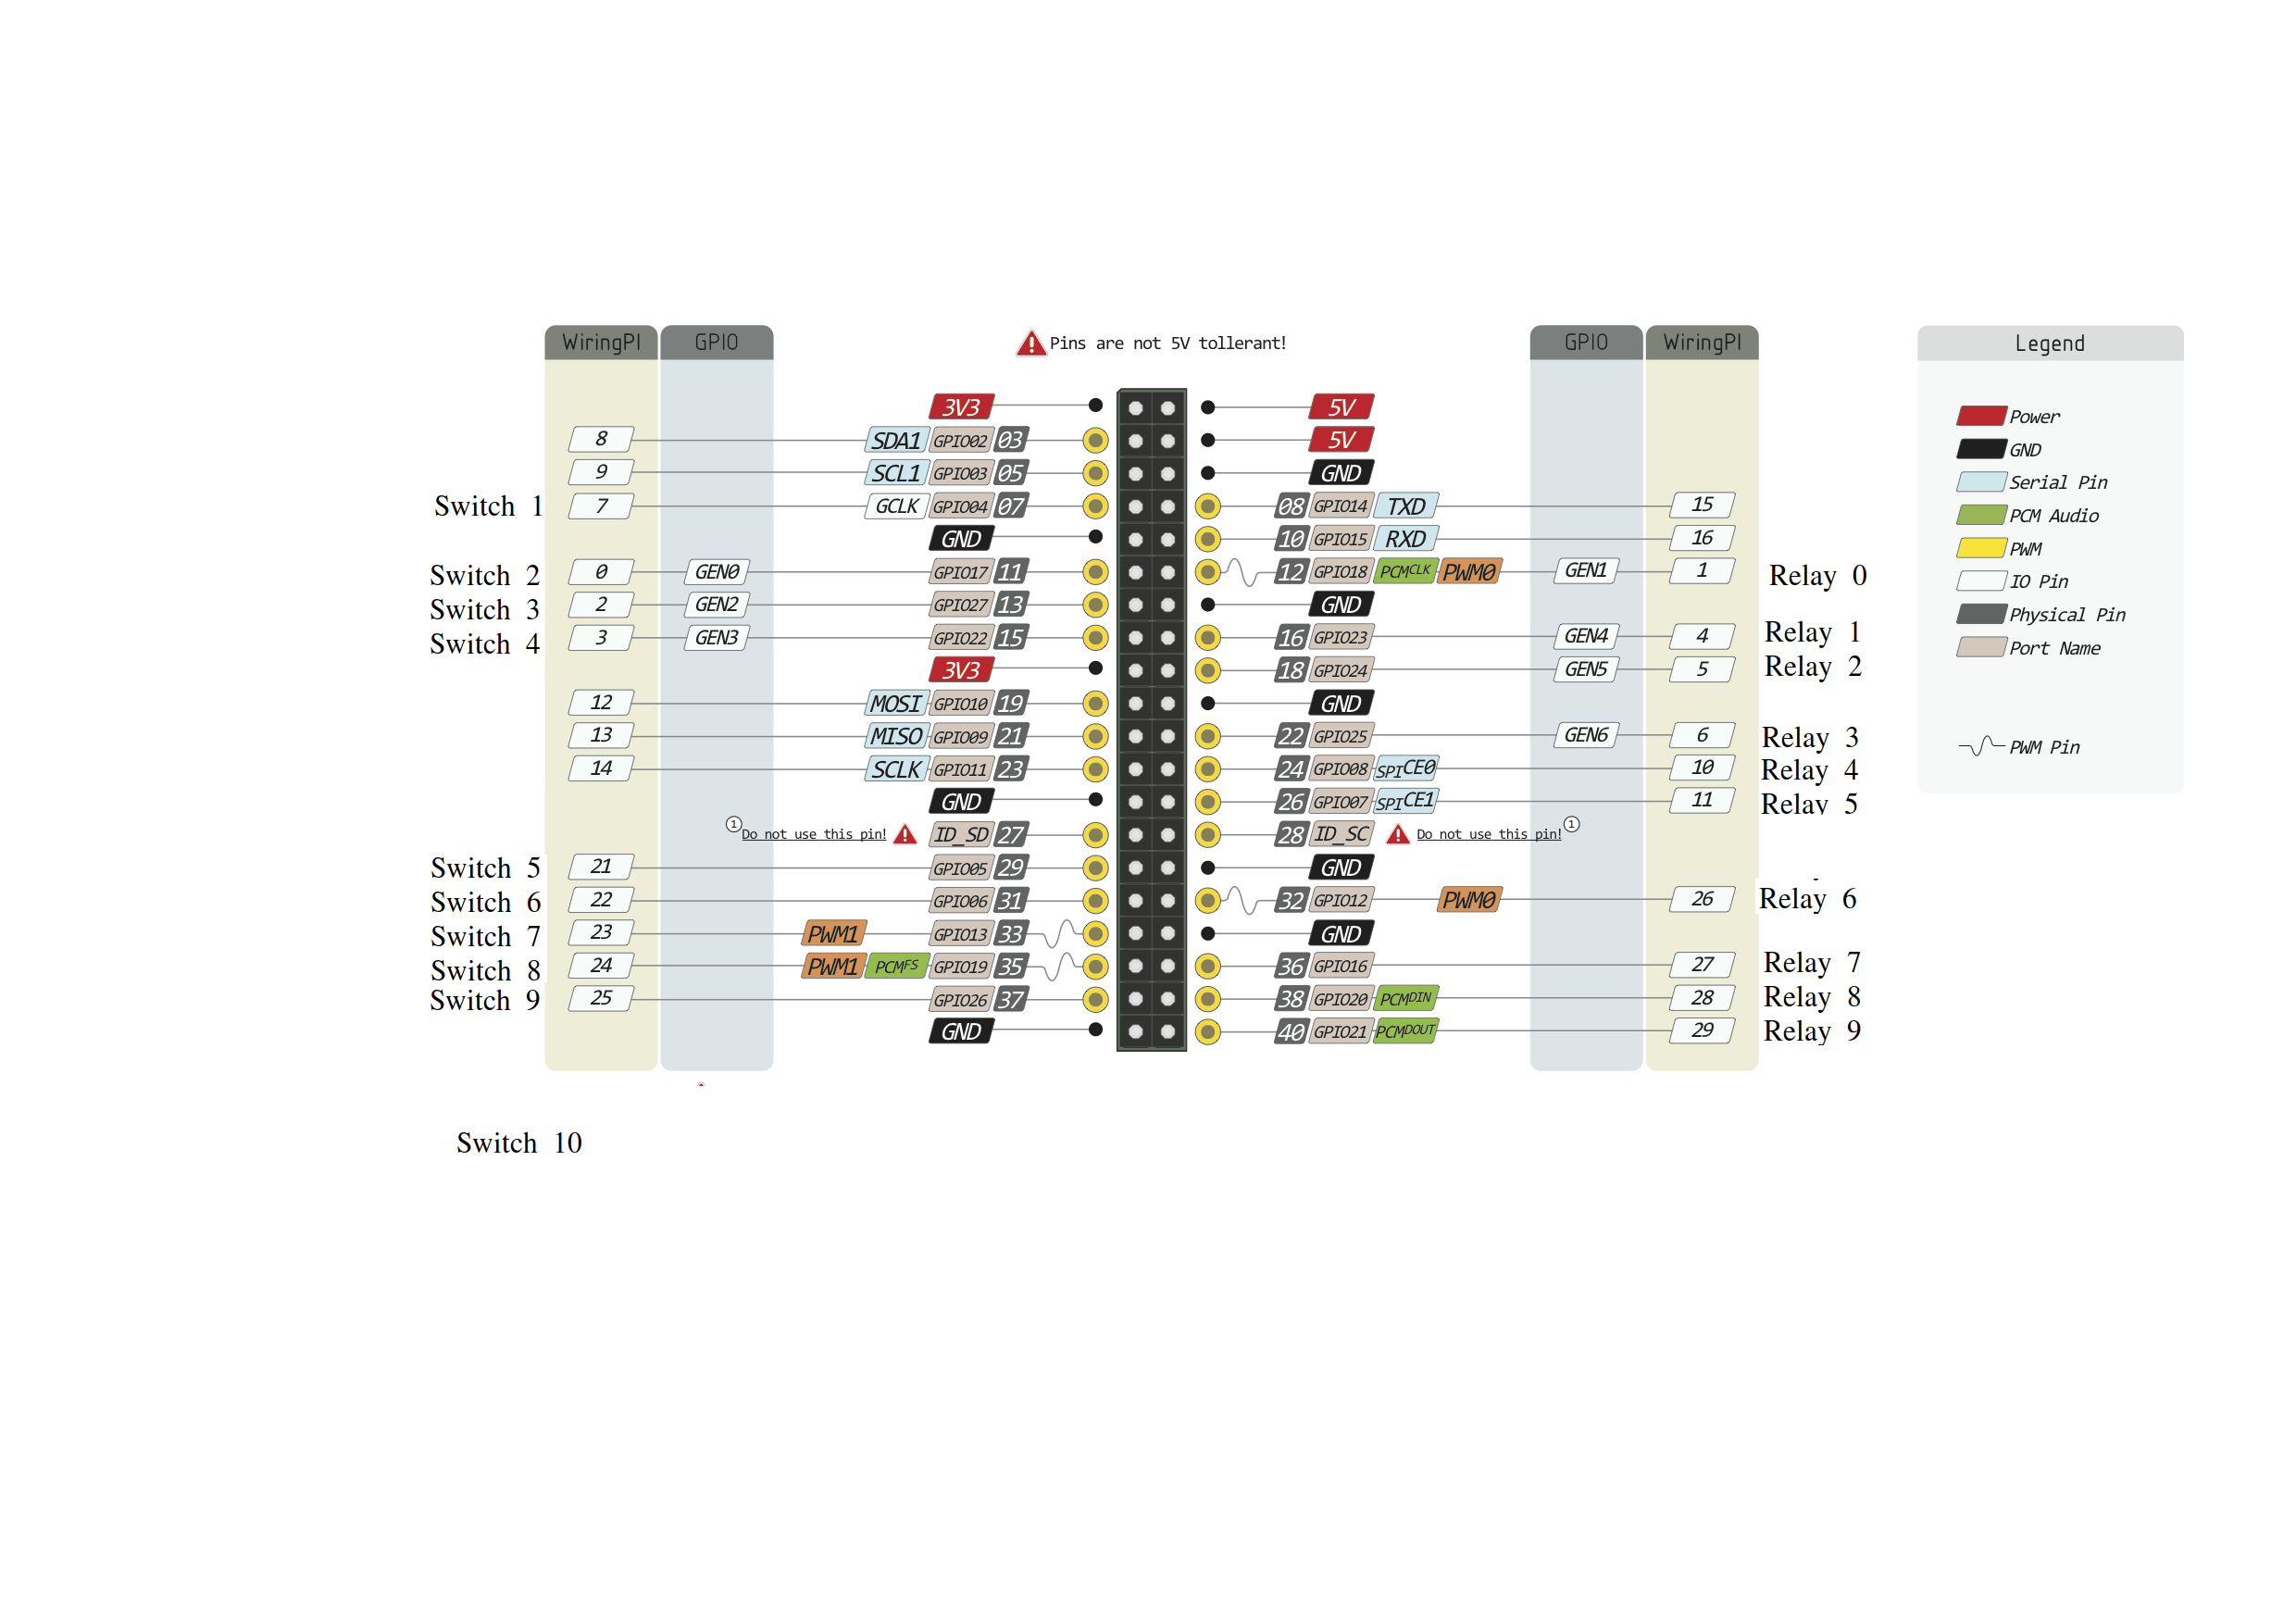 WiringPI GPIO ⚠ Pins are not 5V tollerant! GPIO WiringPI Legend
3V3 5V
8 SDA1 GPIO02 03 5V Power
9 SCL1 GPIO03 05 GND GND
Switch 1 7 GCLK GPIO04 07 08 GPIO14 TXD 15 Serial Pin
GND 10 GPIO15 RXD 16 PCM Audio
Switch 2 0 GEN0 GPIO17 11 12 GPIO18 PCMCLK PWM0 GEN1 1 Relay 0 PWM
Switch 3 2 GEN2 GPIO27 13 GND IO Pin
Switch 4 3 GEN3 GPIO22 15 16 GPIO23 GEN4 4 Relay 1 Physical Pin
3V3 18 GPIO24 GEN5 5 Relay 2 Port Name
12 MOSI GPIO10 19 GND
13 MISO GPIO09 21 22 GPIO25 GEN6 6 Relay 3 PWM Pin
14 SCLK GPIO11 23 24 GPIO08 SPICE0 10 Relay 4
GND 26 GPIO07 SPICE1 11 Relay 5
1 Do not use this pin! ID_SD 27 28 ID_SC Do not use this pin! 1
Switch 5 21 GPIO05 29 GND
Switch 6 22 GPIO06 31 32 GPIO12 PWM0 26 Relay 6
Switch 7 23 PWM1 GPIO13 33 GND
Switch 8 24 PWM1 PCMFS GPIO19 35 36 GPIO16 27 Relay 7
Switch 9 25 GPIO26 37 38 GPIO20 PCMDIN 28 Relay 8
GND 40 GPIO21 PCMDOUT 29 Relay 9
Switch 10